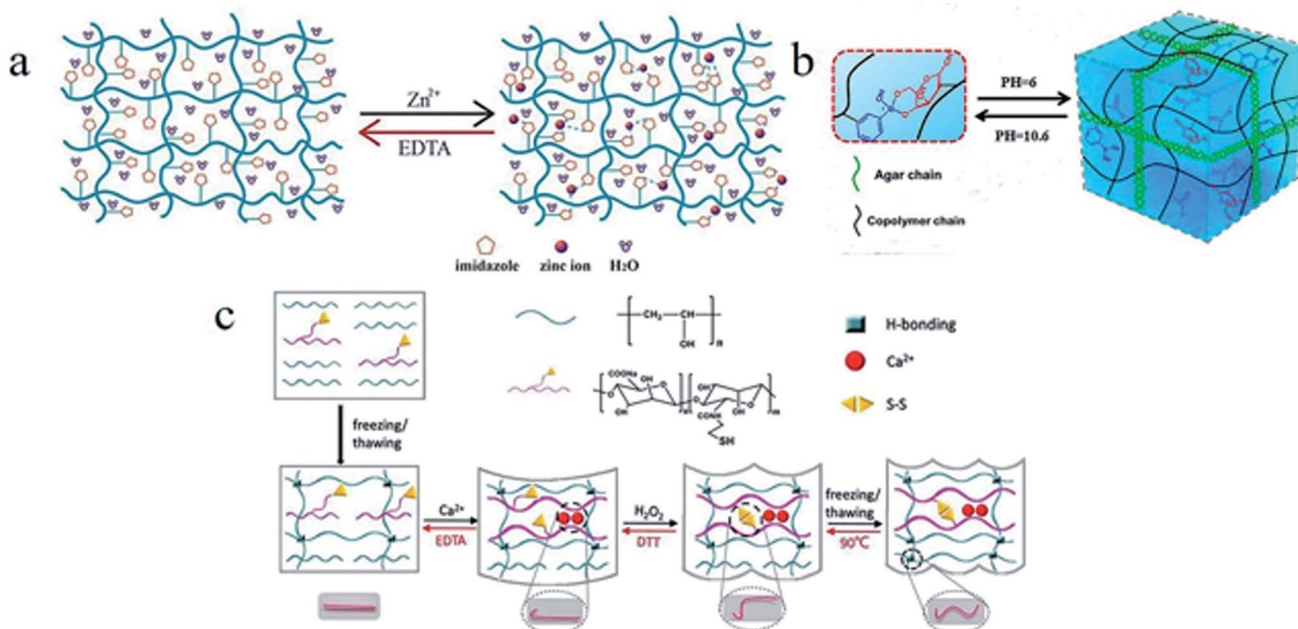 a
Zn²⁺
EDTA
imidazole
zinc ion
H₂O
b
PH=6
PH=10.6
Agar chain
Copolymer chain
c
CH₂
CH
OH
n
H-bonding
Ca²⁺
S-S
COONa
OH
OH
OH
CONH
SH
m
freezing/
thawing
Ca²⁺
EDTA
H₂O₂
DTT
freezing/
thawing
90℃